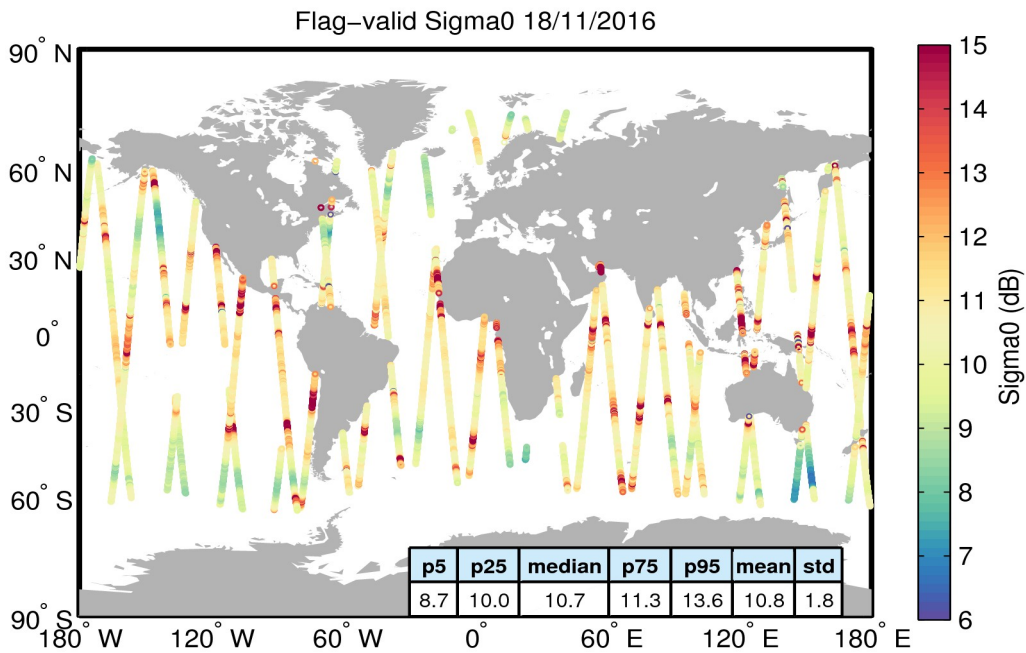 Flag−valid Sigma0 18/11/2016
90° N
60° N
30° N
0°
30° S
60° S
90° S
180° W
120° W
60° W
0°
60° E
120° E
180° E
p5 p25 median p75 p95 mean std
8.7 10.0 10.7 11.3 13.6 10.8 1.8
15
14
13
12
11
10
9
8
7
6
Sigma0 (dB)